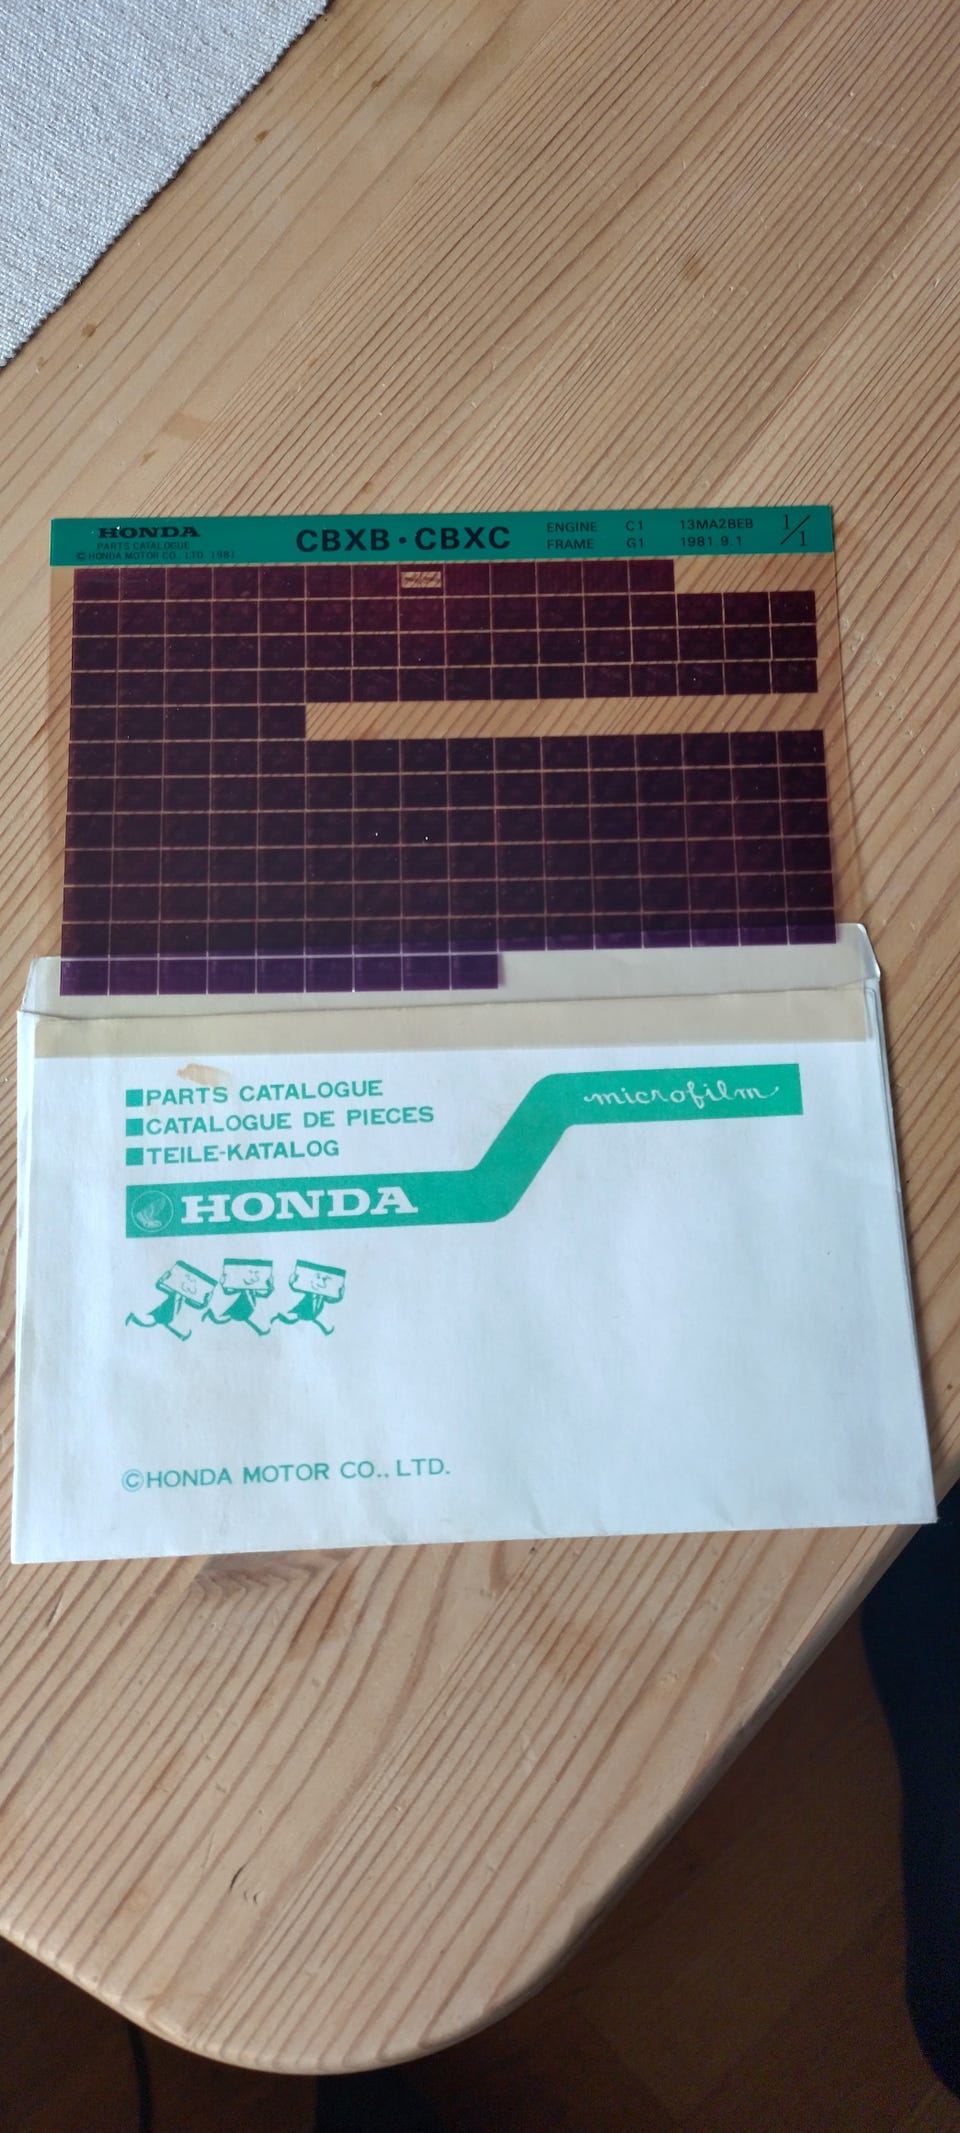 HONDA
PARTS CATALOGUE
© HONDA MOTOR CO., LTD. 1981
CBXB・CBXC
ENGINE C1
FRAME G1
13MA2BEB
1981.9.1
1/1
■PARTS CATALOGUE
■CATALOGUE DE PIECES
■TEILE-KATALOG
microfilm
HONDA
©HONDA MOTOR CO., LTD.